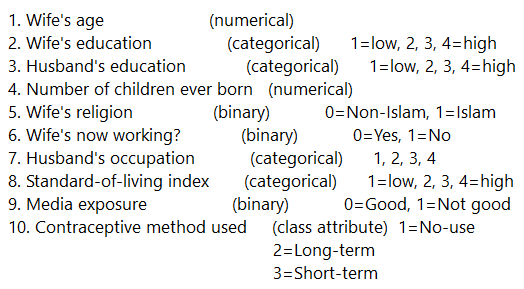 1. Wife's age (numerical)
2. Wife's education (categorical) 1=low, 2, 3, 4=high
3. Husband's education (categorical) 1=low, 2, 3, 4=high
4. Number of children ever born (numerical)
5. Wife's religion (binary) 0=Non-Islam, 1=Islam
6. Wife's now working? (binary) 0=Yes, 1=No
7. Husband's occupation (categorical) 1, 2, 3, 4
8. Standard-of-living index (categorical) 1=low, 2, 3, 4=high
9. Media exposure (binary) 0=Good, 1=Not good
10. Contraceptive method used (class attribute) 1=No-use
2=Long-term
3=Short-term